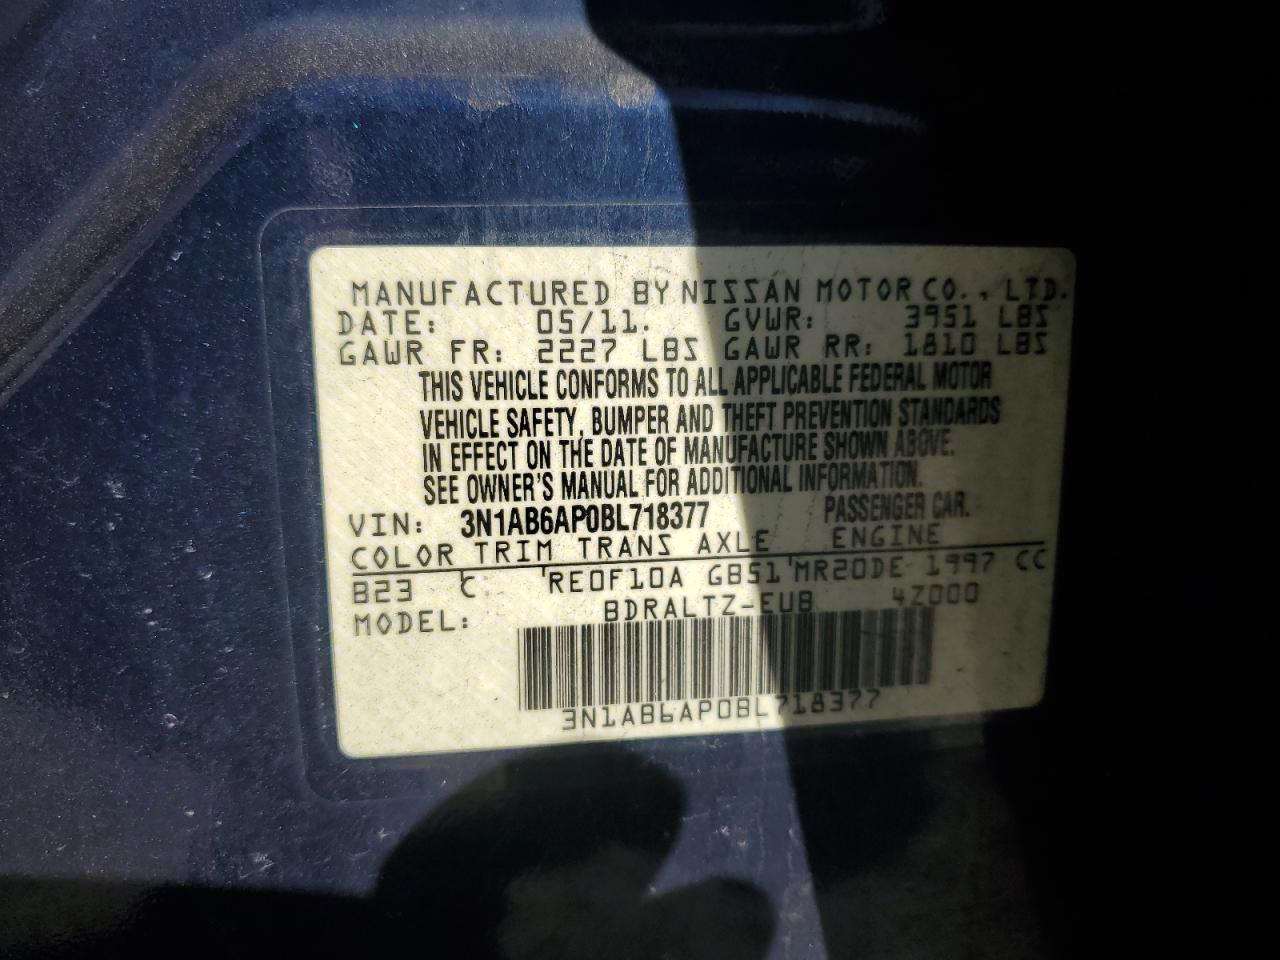 MANUFACTURED BY NISSAN MOTOR CO., LTD.
DATE: 05/11. GVWR: 3951 LBS
GAWR FR: 2227 LBS GAWR RR: 1810 LBS
THIS VEHICLE CONFORMS TO ALL APPLICABLE FEDERAL MOTOR
VEHICLE SAFETY, BUMPER AND THEFT PREVENTION STANDARDS
IN EFFECT ON THE DATE OF MANUFACTURE SHOWN ABOVE.
SEE OWNER'S MANUAL FOR ADDITIONAL INFORMATION.
VIN: 3N1AB6AP0BL718377 PASSENGER CAR.
COLOR TRIM TRANS AXLE ENGINE
B23 C RE0F10A GB51 MR20DE 1997 CC
MODEL: BDRALTZ-EUB 4Z000
3N1AB6AP0BL718377